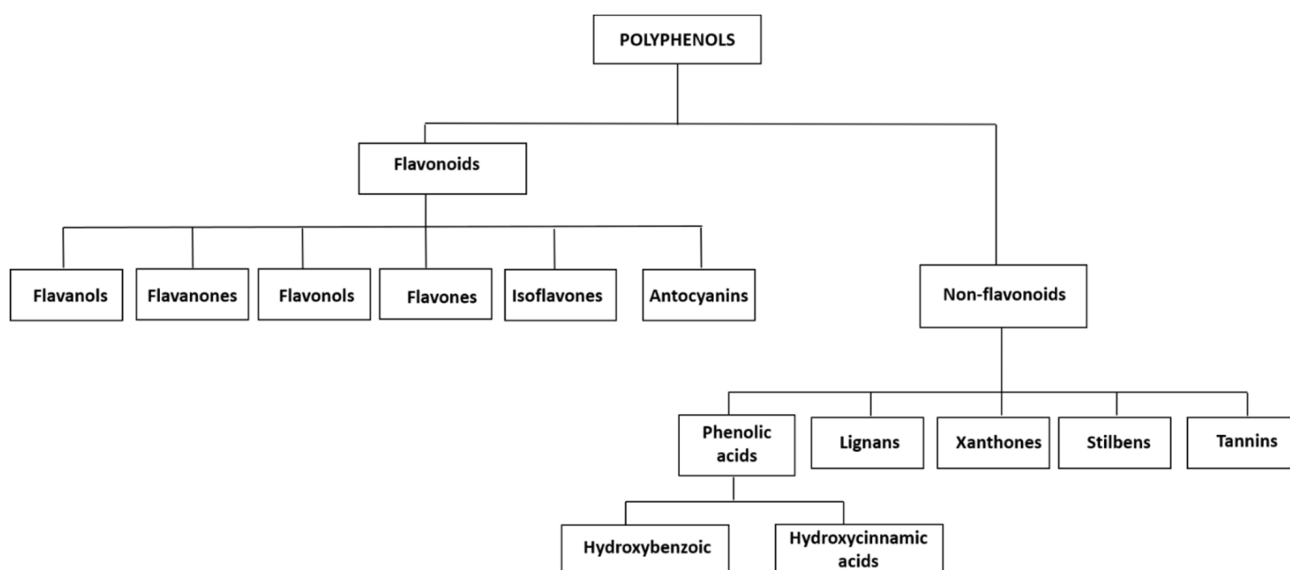 POLYPHENOLS
Flavonoids
Flavanols
Flavanones
Flavonols
Flavones
Isoflavones
Antocyanins
Non-flavonoids
Phenolic
acids
Lignans
Xanthones
Stilbens
Tannins
Hydroxybenzoic
Hydroxycinnamic
acids